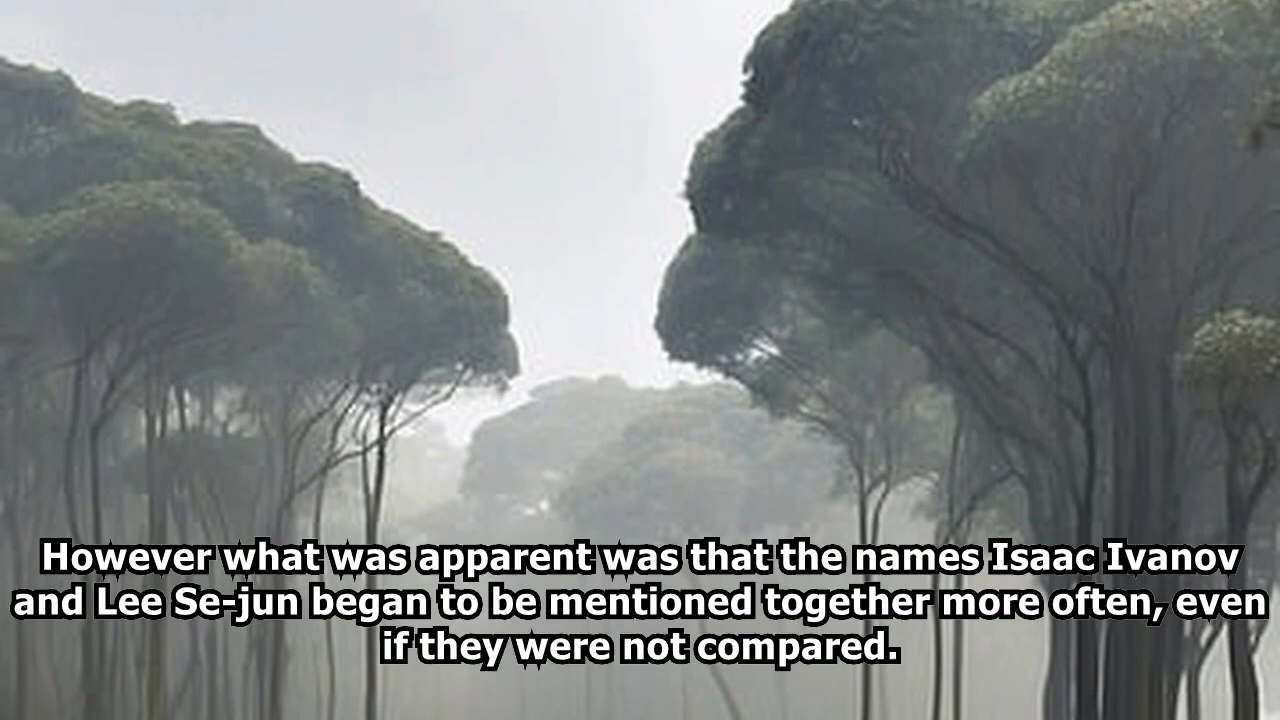 However what was apparent was that the names Isaac Ivanov
and Lee Se-jun began to be mentioned together more often, even
if they were not compared.